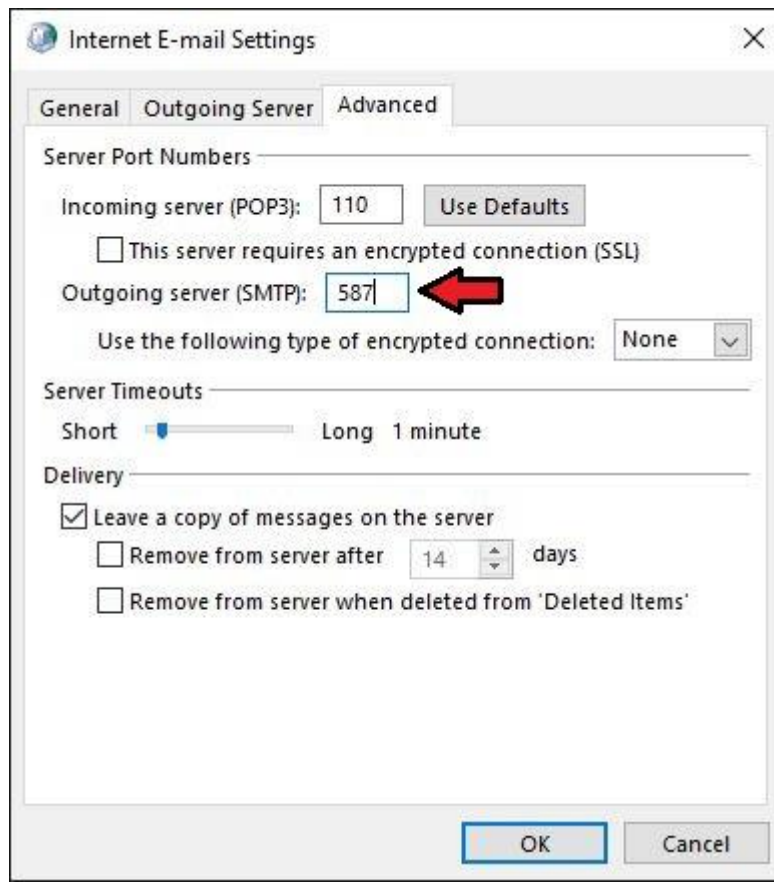 Internet E-mail Settings
General Outgoing Server Advanced
Server Port Numbers
Incoming server (POP3): 110 Use Defaults
This server requires an encrypted connection (SSL)
Outgoing server (SMTP): 587
Use the following type of encrypted connection: None
Server Timeouts
Short Long 1 minute
Delivery
Leave a copy of messages on the server
Remove from server after 14 days
Remove from server when deleted from 'Deleted Items'
OK Cancel